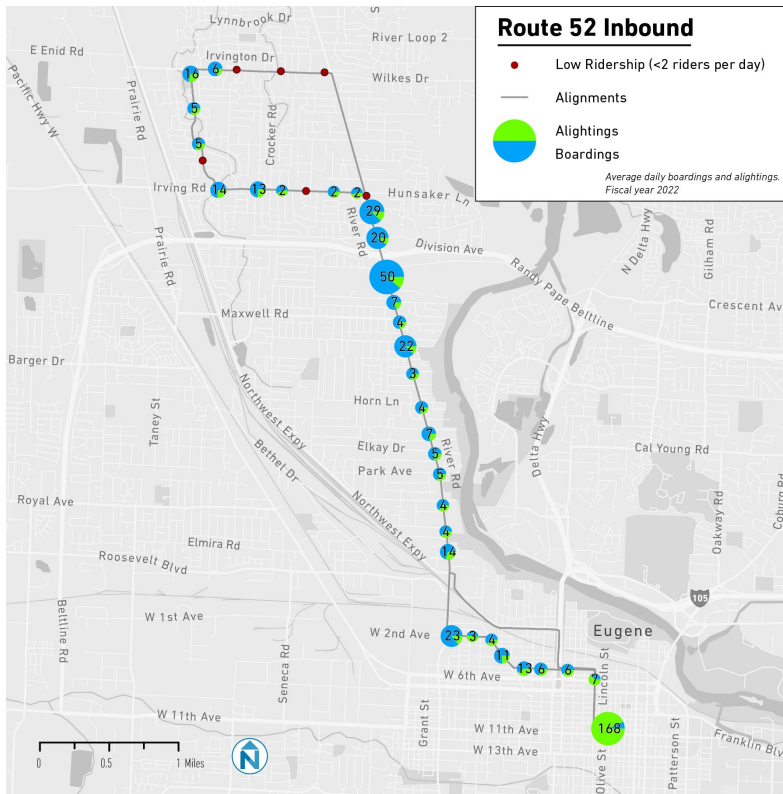 Route 52 Inbound
Low Ridership (<2 riders per day)
Alignments
Alightings
Boardings
Average daily boardings and alightings.
Fiscal year 2022
Lynnbrook Dr
S
River Loop 2
E Enid Rd
Irvington Dr
Wilkes Dr
Pacific Hwy W
Prairie Rd
Crocker Rd
16
6
5
5
Irving Rd
14
13
2
2
2
Hunsaker Ln
29
River Rd
20
Division Ave
Prairie Rd
N Delta Hwy
Gilham Rd
Randy Pape Beltline
50
7
Crescent Ave
Maxwell Rd
4
22
Barger Dr
3
Northwest Expy
Taney St
Horn Ln
4
Delta Hwy
7
Elkay Dr
5
River Rd
Cal Young Rd
Bethel Dr
Park Ave
5
Royal Ave
Northwest Expy
4
Oakway Rd
Coburg Rd
Elmira Rd
4
Roosevelt Blvd
14
105
Beltline Rd
W 1st Ave
W 2nd Ave
23
3
4
Eugene
11
Seneca Rd
13
6
6
Lincoln St
W 6th Ave
7
Grant St
W 11th Ave
W 11th Ave
168
Patterson St
Franklin Blv
W 13th Ave
Olive St
0
1/2
1 Miles
N